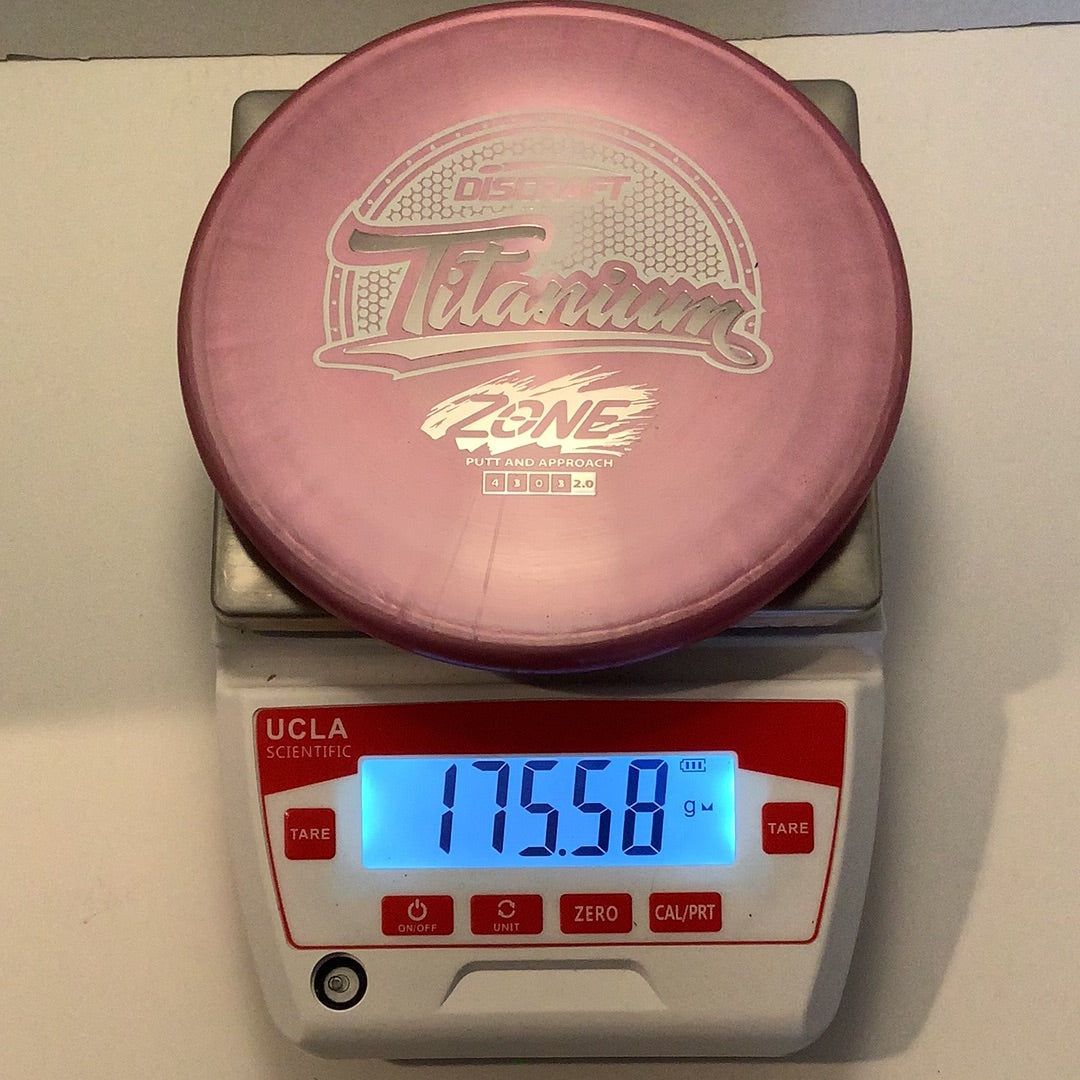 DISCRAFT
Titanium
ZONE
PUTT AND APPROACH
4 3 0 3 2.0
UCLA
SCIENTIFIC
175.58 g
TARE
TARE
ON/OFF
UNIT
ZERO
CAL/PRT